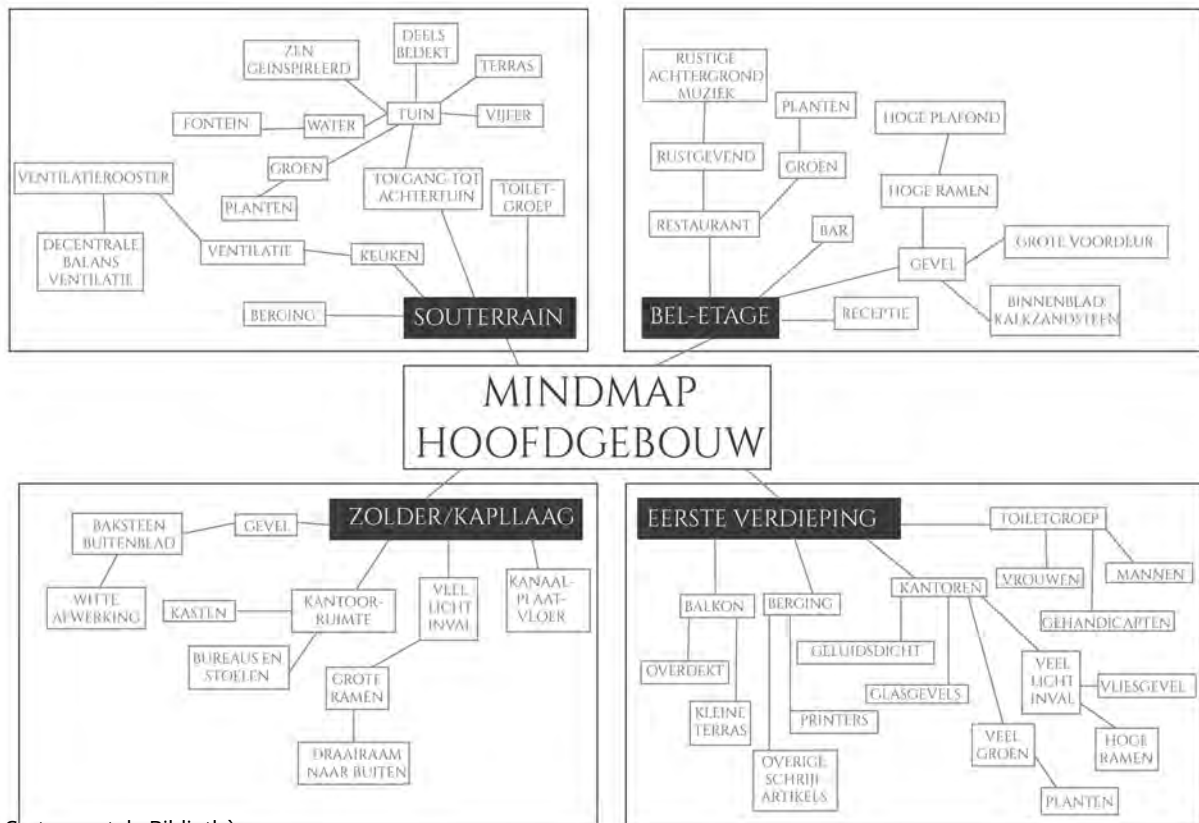 ZEN
GEINSPIREERD
DEELS
BEDEKT
TERRAS
TUIN
VIJFER
FONTEIN
WATER
GROEN
PLANTEN
TOEGANG TOT
ACHTERTUIN
TOILET-
GROEP
VENTILATIEROOSTER
DECENTRALE
BALANS
VENTILATIE
VENTILATIE
KEUKEN
BERGING
SOUTERRAIN
RUSTIGE
ACHTERGROND
MUZIEK
PLANTEN
HOGE PLAFOND
RUSTGEVEND
GROEN
HOGE RAMEN
RESTAURANT
BAR
GEVEL
GROTE VOORDEUR
BINNENBLAD:
KALKZANDSTEEN
RECEPTIE
BEL-ETAGE
MINDMAP
HOOFDGEBOUW
ZOLDER/KAPLLAAG
GEVEL
BAKSTEEN
BUITENBLAD
WITTE
AFWERKING
KASTEN
KANTOOR-
RUIMTE
VEEL
LICHT
INVAL
KANAAL-
PLAAT-
VLOER
BUREAUS EN
STOELEN
GROTE
RAMEN
DRAAIRAAM
NAAR BUITEN
EERSTE VERDIEPING
TOILETGROEP
VROUWEN
MANNEN
GEHANDICAPTEN
KANTOREN
BALKON
BERGING
OVERDEKT
KLEINE
TERRAS
PRINTERS
OVERIGE
SCHRIJF
ARTIKELS
GELUIDSDICHT
GLASGEVELS
VEEL
LICHT
INVAL
VLIESGEVEL
HOGE
RAMEN
VEEL
GROEN
PLANTEN